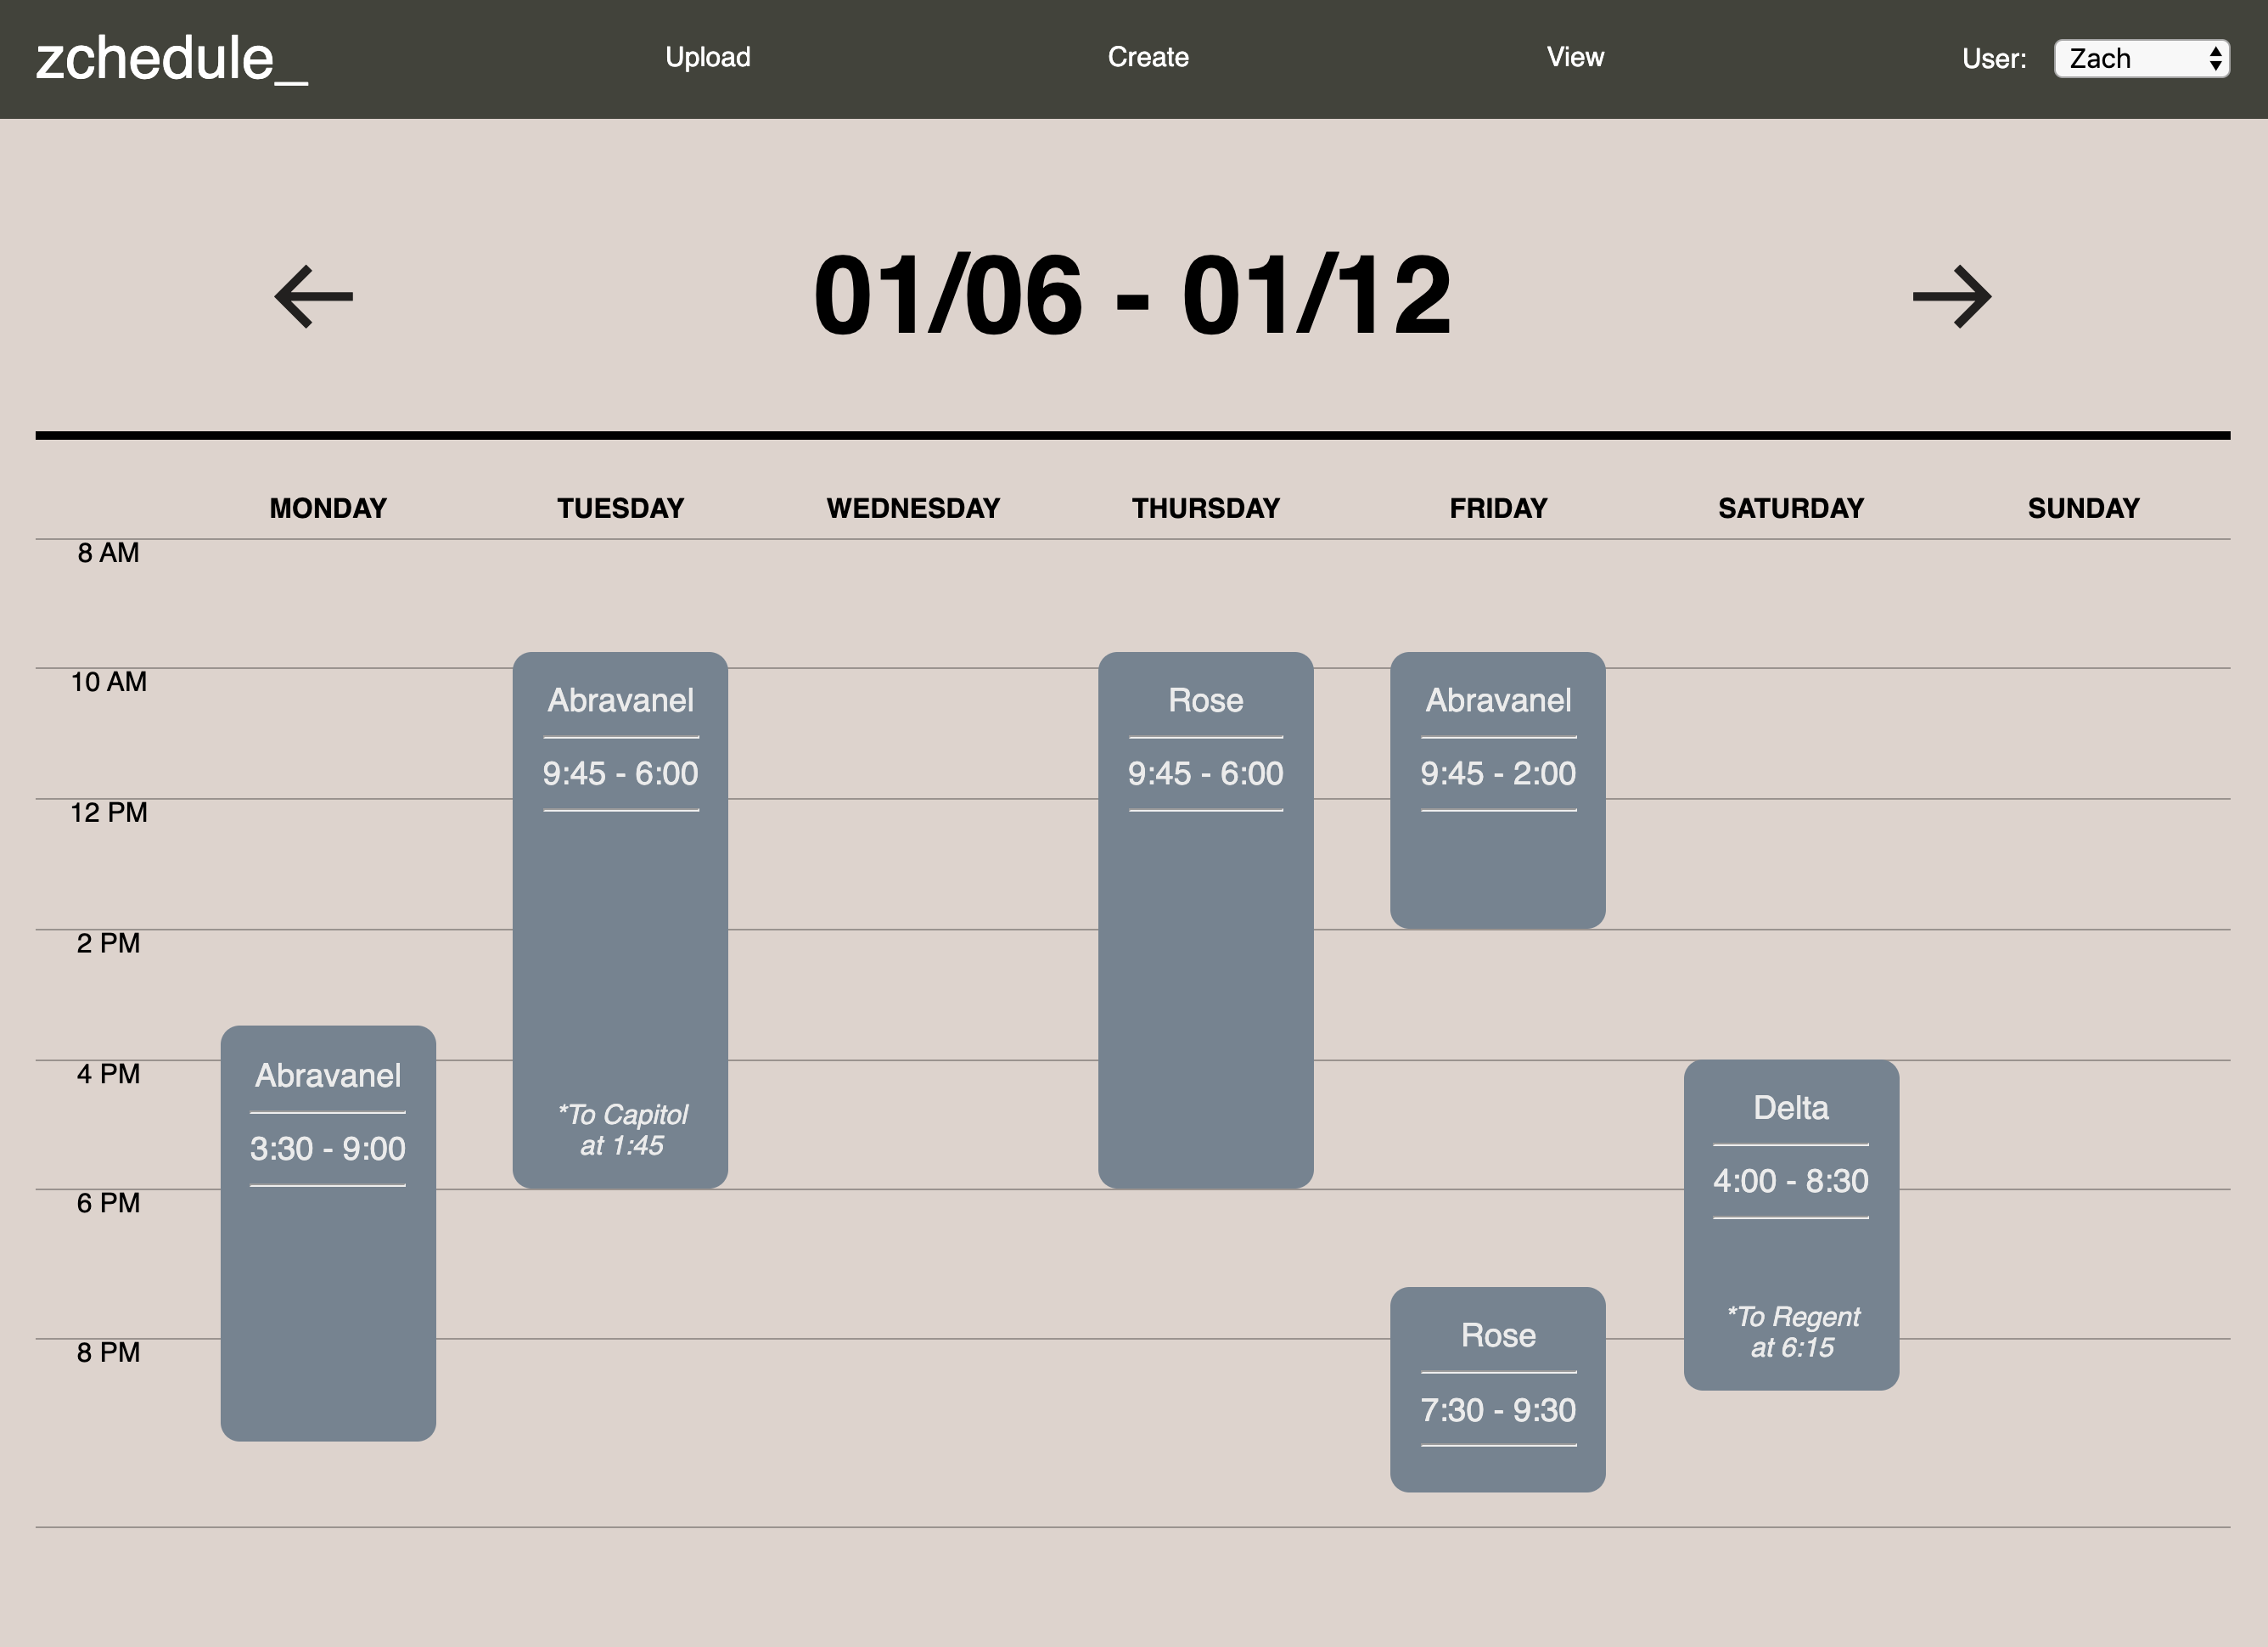 zchedule_
Upload
Create
View
User:
Zach
01/06 - 01/12
MONDAY
TUESDAY
WEDNESDAY
THURSDAY
FRIDAY
SATURDAY
SUNDAY
8 AM
10 AM
12 PM
2 PM
4 PM
6 PM
8 PM
Abravanel
3:30 - 9:00
Abravanel
9:45 - 6:00
*To Capitol
at 1:45
Rose
9:45 - 6:00
Abravanel
9:45 - 2:00
Rose
7:30 - 9:30
Delta
4:00 - 8:30
*To Regent
at 6:15